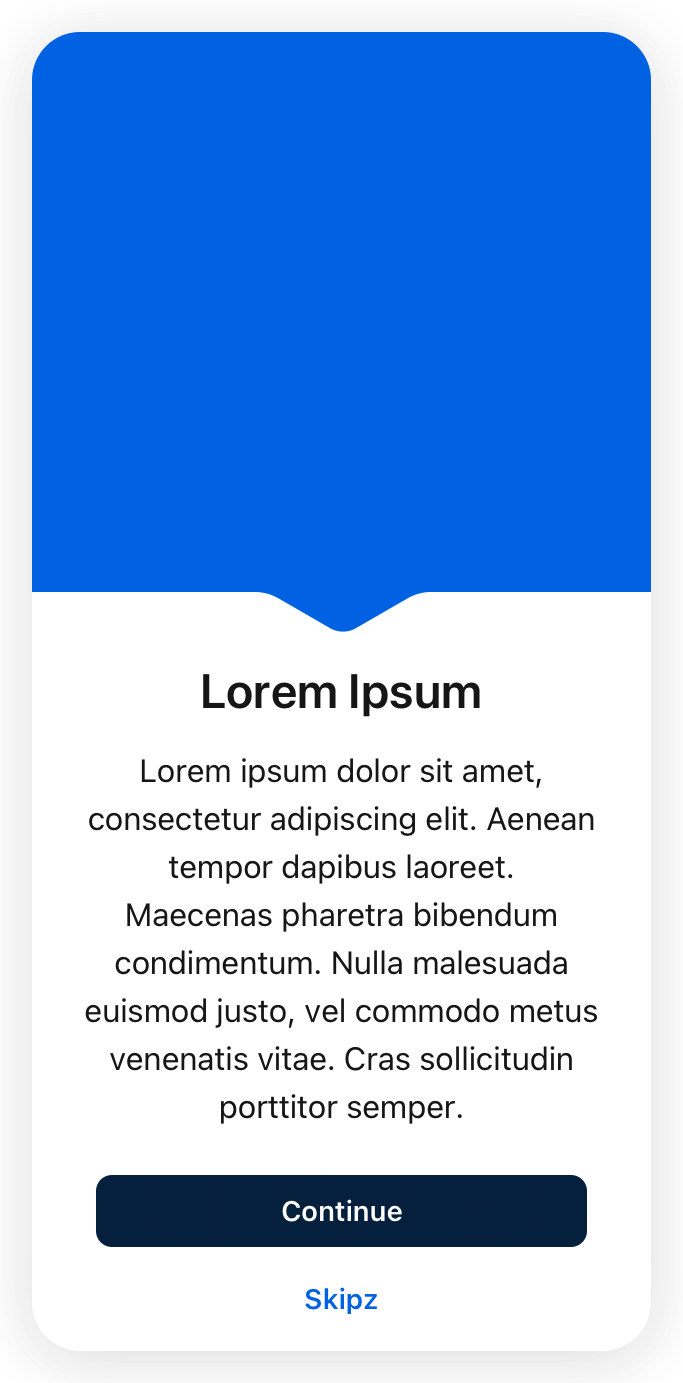 Lorem Ipsum
Lorem ipsum dolor sit amet,
consectetur adipiscing elit. Aenean
tempor dapibus laoreet.
Maecenas pharetra bibendum
condimentum. Nulla malesuada
euismod justo, vel commodo metus
venenatis vitae. Cras sollicitudin
porttitor semper.
Continue
Skipz